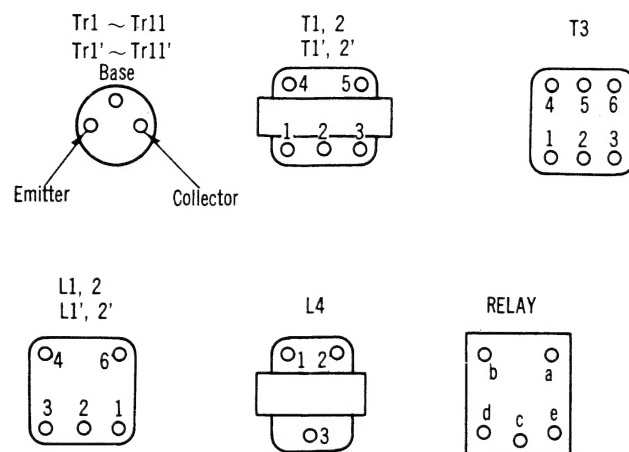 Tr1 ~ Tr11
Tr1' ~ Tr11'
Base
Emitter
Collector
T1, 2
T1', 2'
4 5
1 2 3
T3
4 5 6
1 2 3
L1, 2
L1', 2'
4 6
3 2 1
L4
1 2
3
RELAY
b a
d c e